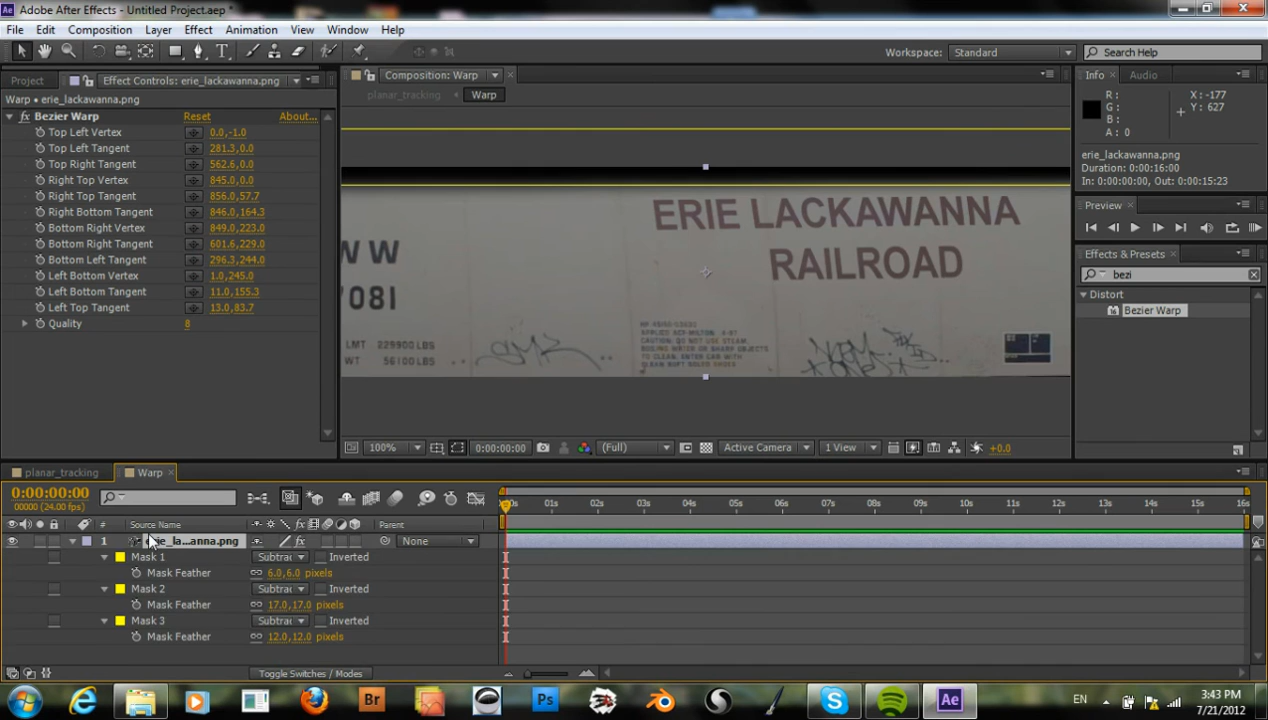 Adobe After Effects - Untitled Project.aep *
File Edit Composition Layer Effect Animation View Window Help
Workspace: Standard
Search Help
Project Effect Controls: erie_lackawanna.png
Warp • erie_lackawanna.png
fx Bezier Warp Reset About...
Top Left Vertex 0.0,-1.0
Top Left Tangent 281.3,0.0
Top Right Tangent 562.6,0.0
Right Top Vertex 845.0,0.0
Right Top Tangent 856.0,57.7
Right Bottom Tangent 846.0,164.3
Bottom Right Vertex 849.0,223.0
Bottom Right Tangent 601.6,229.0
Bottom Left Tangent 296.3,244.0
Left Bottom Vertex 1.0,245.0
Left Bottom Tangent 11.0,155.3
Left Top Tangent 13.0,83.7
Quality 8
Composition: Warp
planar_tracking Warp
ERIE LACKAWANNA
RAILROAD
WW
7081
LMT 229900 LBS
WT 56100 LBS
100% 0:00:00:00 (Full) Active Camera 1 View +0.0
Info Audio
R :
G :
B :
A : 0
X : -177
Y : 627
erie_lackawanna.png
Duration: 0:00:16:00
In: 0:00:00:00, Out: 0:00:15:23
Preview
Effects & Presets
bezi
Distort
Bezier Warp
planar_tracking Warp
0:00:00:00
00000 (24.00 fps)
# Source Name fx Parent
1 erie_la...anna.png fx None
Mask 1 Subtrac Inverted
Mask Feather 6.0,6.0 pixels
Mask 2 Subtrac Inverted
Mask Feather 17.0,17.0 pixels
Mask 3 Subtrac Inverted
Mask Feather 12.0,12.0 pixels
01s 02s 03s 04s 05s 06s 07s 08s 09s 10s 11s 12s 13s 14s 15s 16s
Toggle Switches / Modes
Br Ps Ae
EN
3:43 PM
7/21/2012